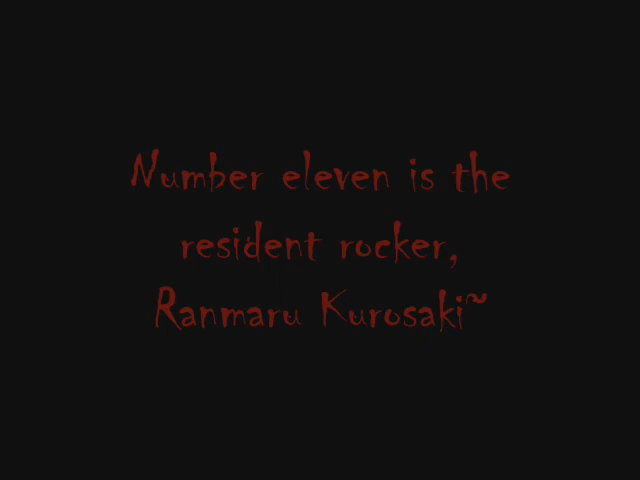 Number eleven is the
resident rocker,
Ranmaru Kurosaki~